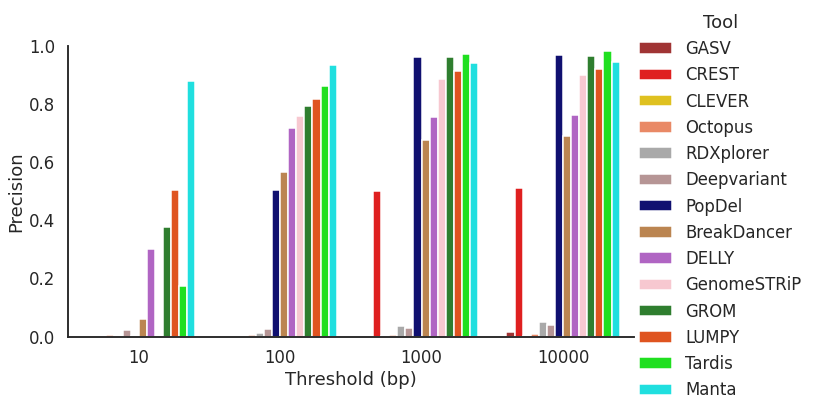 Tool
GASV
CREST
CLEVER
Octopus
RDXplorer
Deepvariant
PopDel
BreakDancer
DELLY
GenomeSTRiP
GROM
LUMPY
Tardis
Manta
Precision
1.0
0.8
0.6
0.4
0.2
0.0
10 100 1000 10000
Threshold (bp)